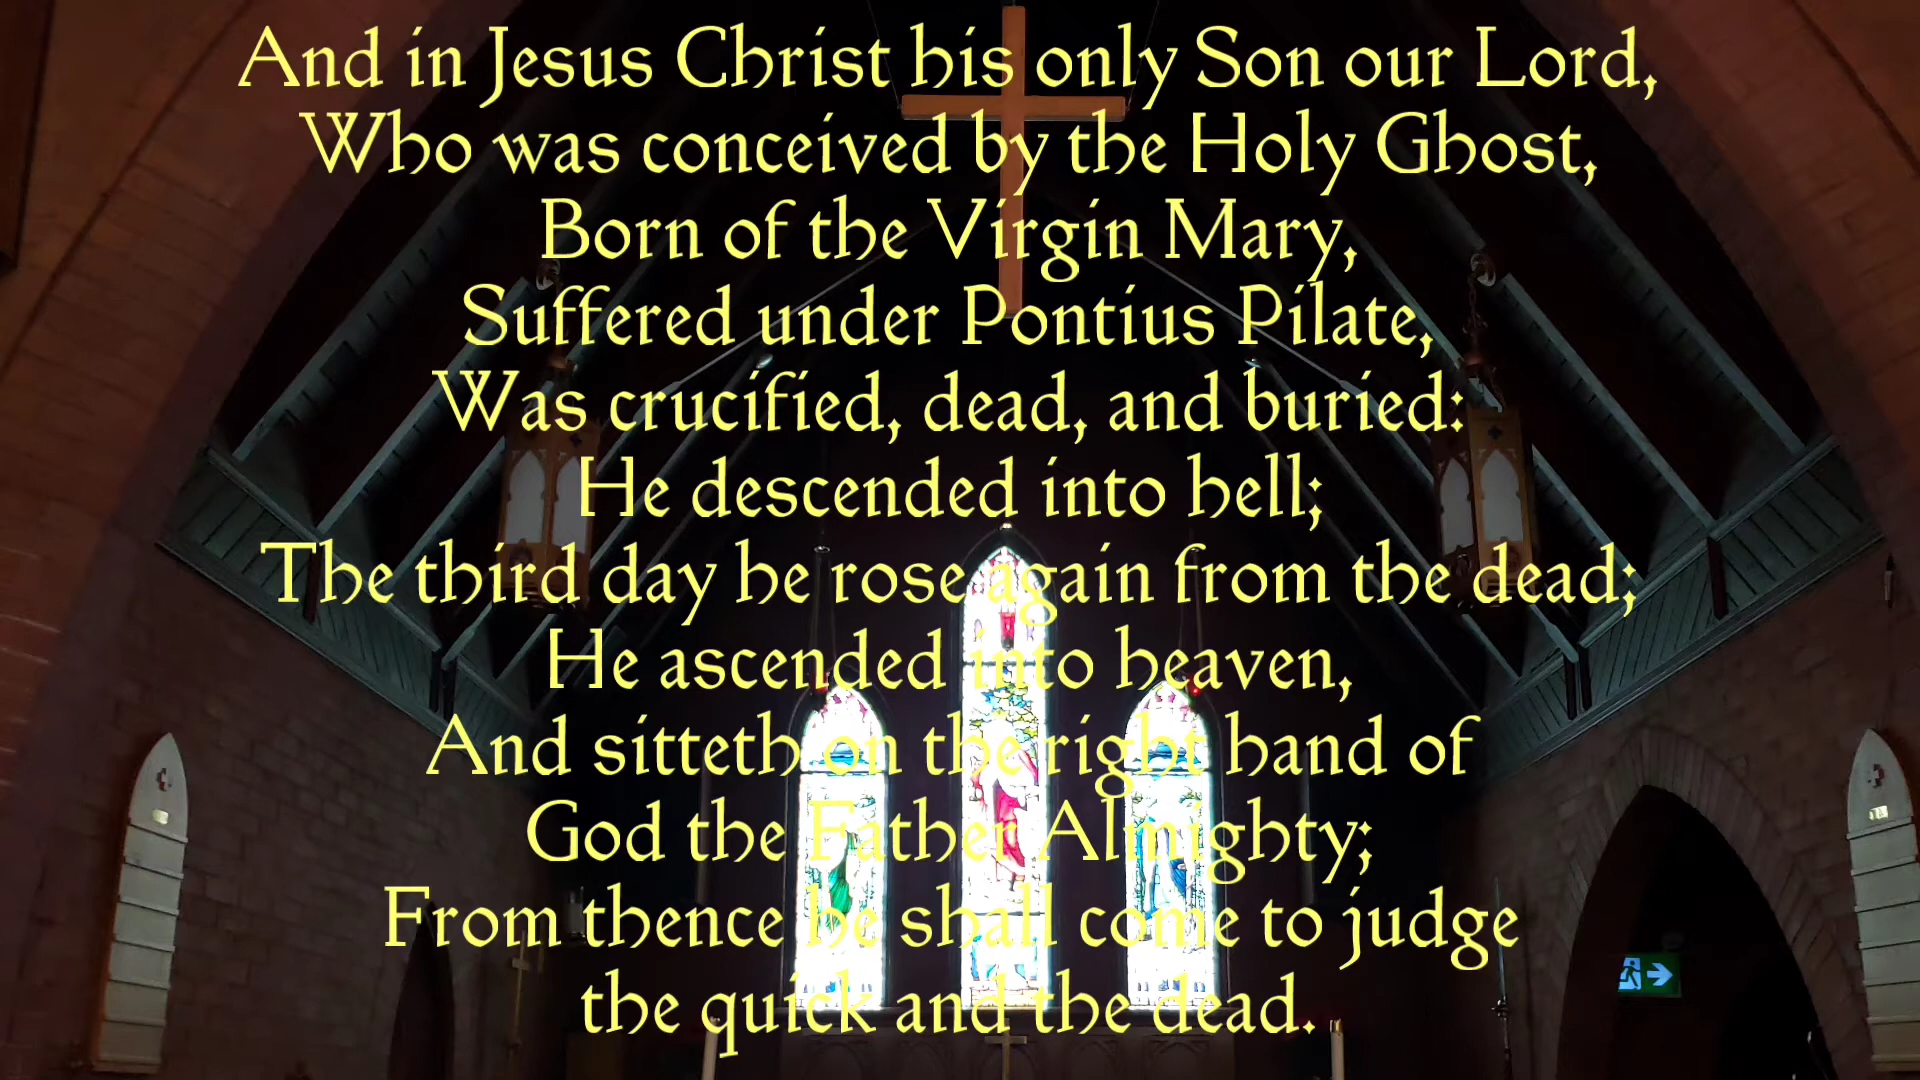 And in Jesus Christ his only Son our Lord,
Who was conceived by the Holy Ghost,
Born of the Virgin Mary,
Suffered under Pontius Pilate,
Was crucified, dead, and buried:
He descended into hell;
The third day he rose again from the dead;
He ascended into heaven,
And sitteth on the right hand of
God the Father Almighty;
From thence he shall come to judge
the quick and the dead.